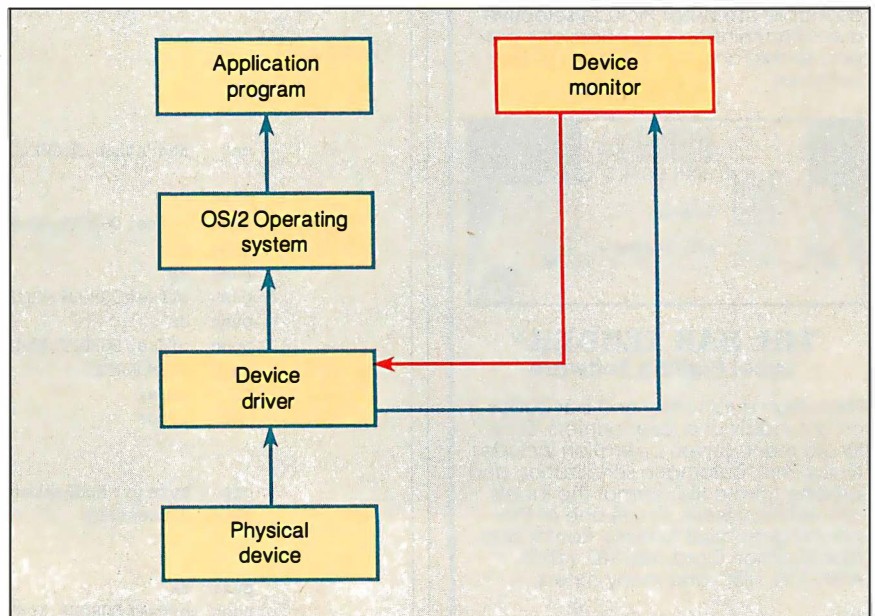 Application
program
Device
monitor
OS/2 Operating
system
Device
driver
Physical
device